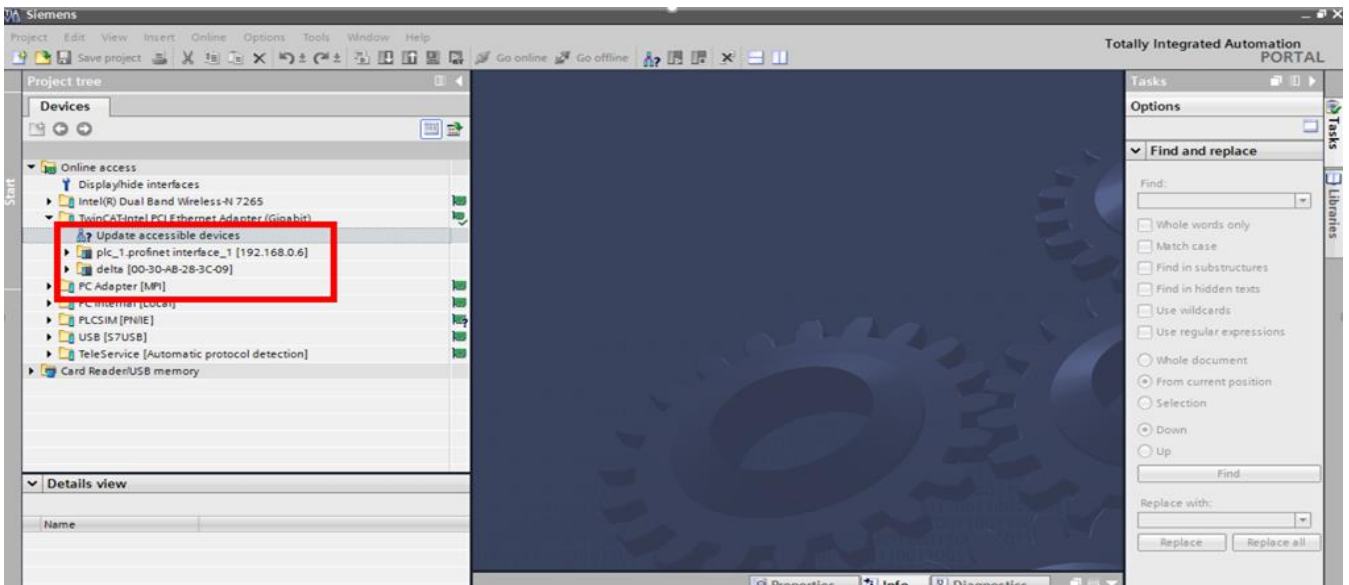 Siemens
Project Edit View Insert Online Options Tools Window Help
Totally Integrated Automation
PORTAL
Save project
Go online
Go offline
Project tree
Devices
Start
Online access
Display/hide interfaces
Intel(R) Dual Band Wireless-N 7265
TwinCAT-Intel PCI Ethernet Adapter (Gigabit)
Update accessible devices
plc_1.profinet interface_1 [192.168.0.6]
delta [00-30-AB-28-3C-09]
PC Adapter [MPI]
PC internal [Local]
PLCSIM [PN/IE]
USB [S7USB]
TeleService [Automatic protocol detection]
Card Reader/USB memory
Details view
Name
Properties
Info
Diagnostics
Tasks
Options
Find and replace
Find:
Whole words only
Match case
Find in substructures
Find in hidden texts
Use wildcards
Use regular expressions
Whole document
From current position
Selection
Down
Up
Find
Replace with:
Replace
Replace all
Tasks
Libraries